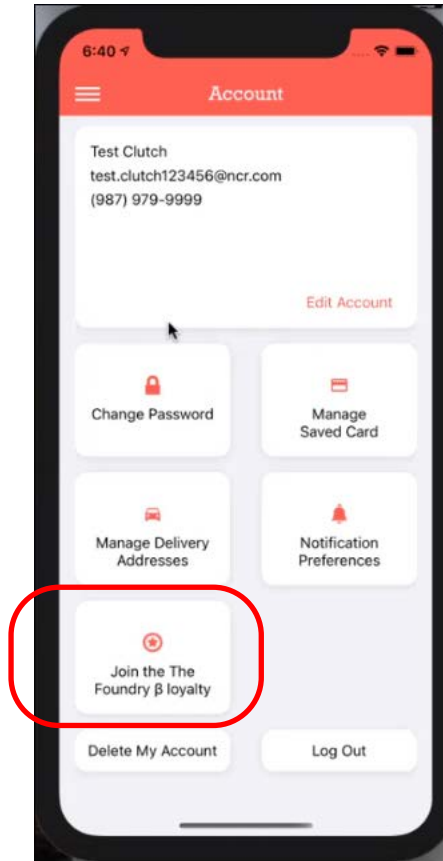 6:40
Account
Test Clutch
test.clutch123456@ncr.com
(987) 979-9999
Edit Account
Change Password
Manage
Saved Card
Manage Delivery
Addresses
Notification
Preferences
Join the The
Foundry β loyalty
Delete My Account
Log Out